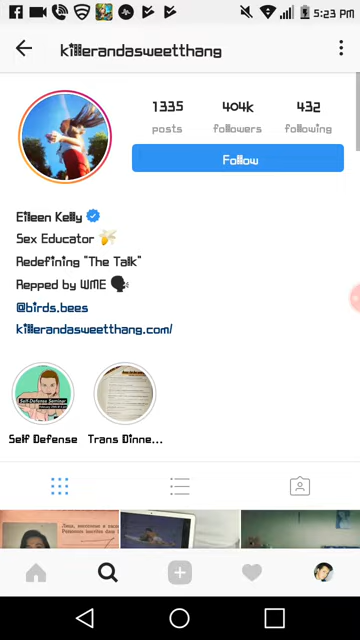 5:23 PM
killerandasweetthang
1335
404k
432
posts
followers
following
Follow
Eileen Kelly
Sex Educator
Redefining "The Talk"
Repped by WME
@birds.bees
killerandasweetthang.com/
Self-Defense Seminar
Self Defense
Trans Dinne...